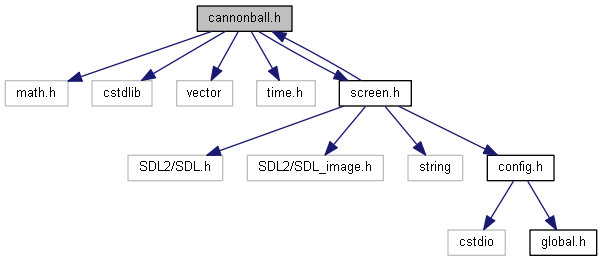 cannonball.h
math.h
cstdlib
vector
time.h
screen.h
SDL2/SDL.h
SDL2/SDL_image.h
string
config.h
cstdio
global.h